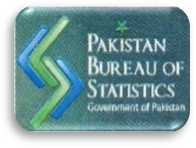 PAKISTAN
BUREAU OF
STATISTICS
Government of Pakistan